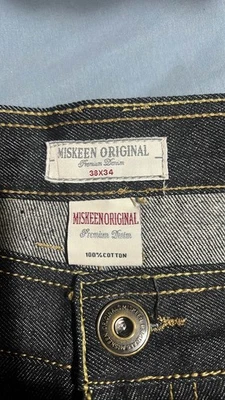 MISKEEN ORIGINAL
Premium Denim
38X34
MISKEEN ORIGINAL
Premium Denim
100% COTTON